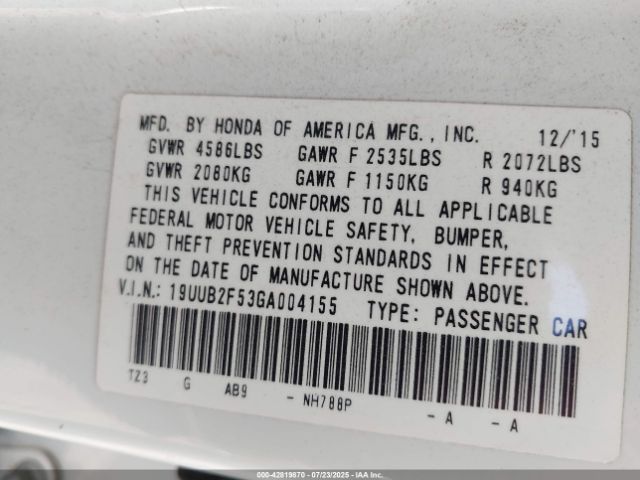 MFD. BY HONDA OF AMERICA MFG., INC. 12/'15
GVWR 4586LBS GAWR F 2535LBS R 2072LBS
GVWR 2080KG GAWR F 1150KG R 940KG
THIS VEHICLE CONFORMS TO ALL APPLICABLE
FEDERAL MOTOR VEHICLE SAFETY, BUMPER,
AND THEFT PREVENTION STANDARDS IN EFFECT
ON THE DATE OF MANUFACTURE SHOWN ABOVE.
V.I.N.: 19UUB2F53GA004155 TYPE: PASSENGER CAR
TZ3 G AB9 - NH788P - A - A
000-42819870 / 07/23/2025 - IAAI.COM